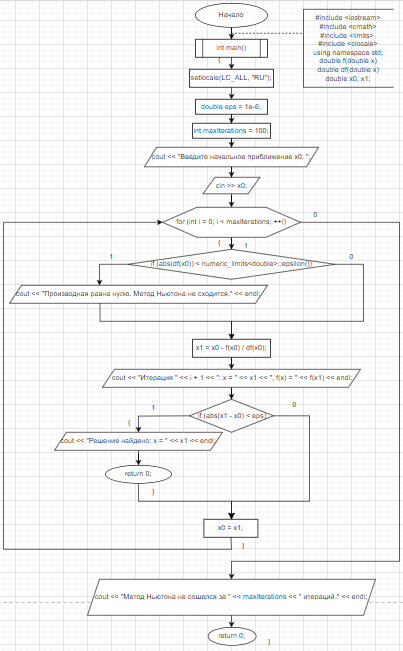 Начало
#include <iostream>
#include <cmath>
#include <limits>
#include <clocale>
using namespace std;
double f(double x)
double df(double x)
double x0, x1;
int main()
{
setlocale(LC_ALL, "RU");
double eps = 1e-6;
int maxIterations = 100;
cout << "Введите начальное приближение x0: ";
cin >> x0;
for (int i = 0; i < maxIterations; ++i)
0
{
1
if (abs(df(x0)) < numeric_limits<double>::epsilon())
1
0
cout << "Производная равна нулю. Метод Ньютона не сходится." << endl;
x1 = x0 - f(x0) / df(x0);
cout << "Итерация " << i + 1 << ": x = " << x1 << ", f(x) = " << f(x1) << endl;
1
0
if (abs(x1 - x0) < eps)
{
cout << "Решение найдено: x = " << x1 << endl;
return 0;
}
x0 = x1;
}
cout << "Метод Ньютона не сошелся за " << maxIterations << " итераций." << endl;
return 0;
}